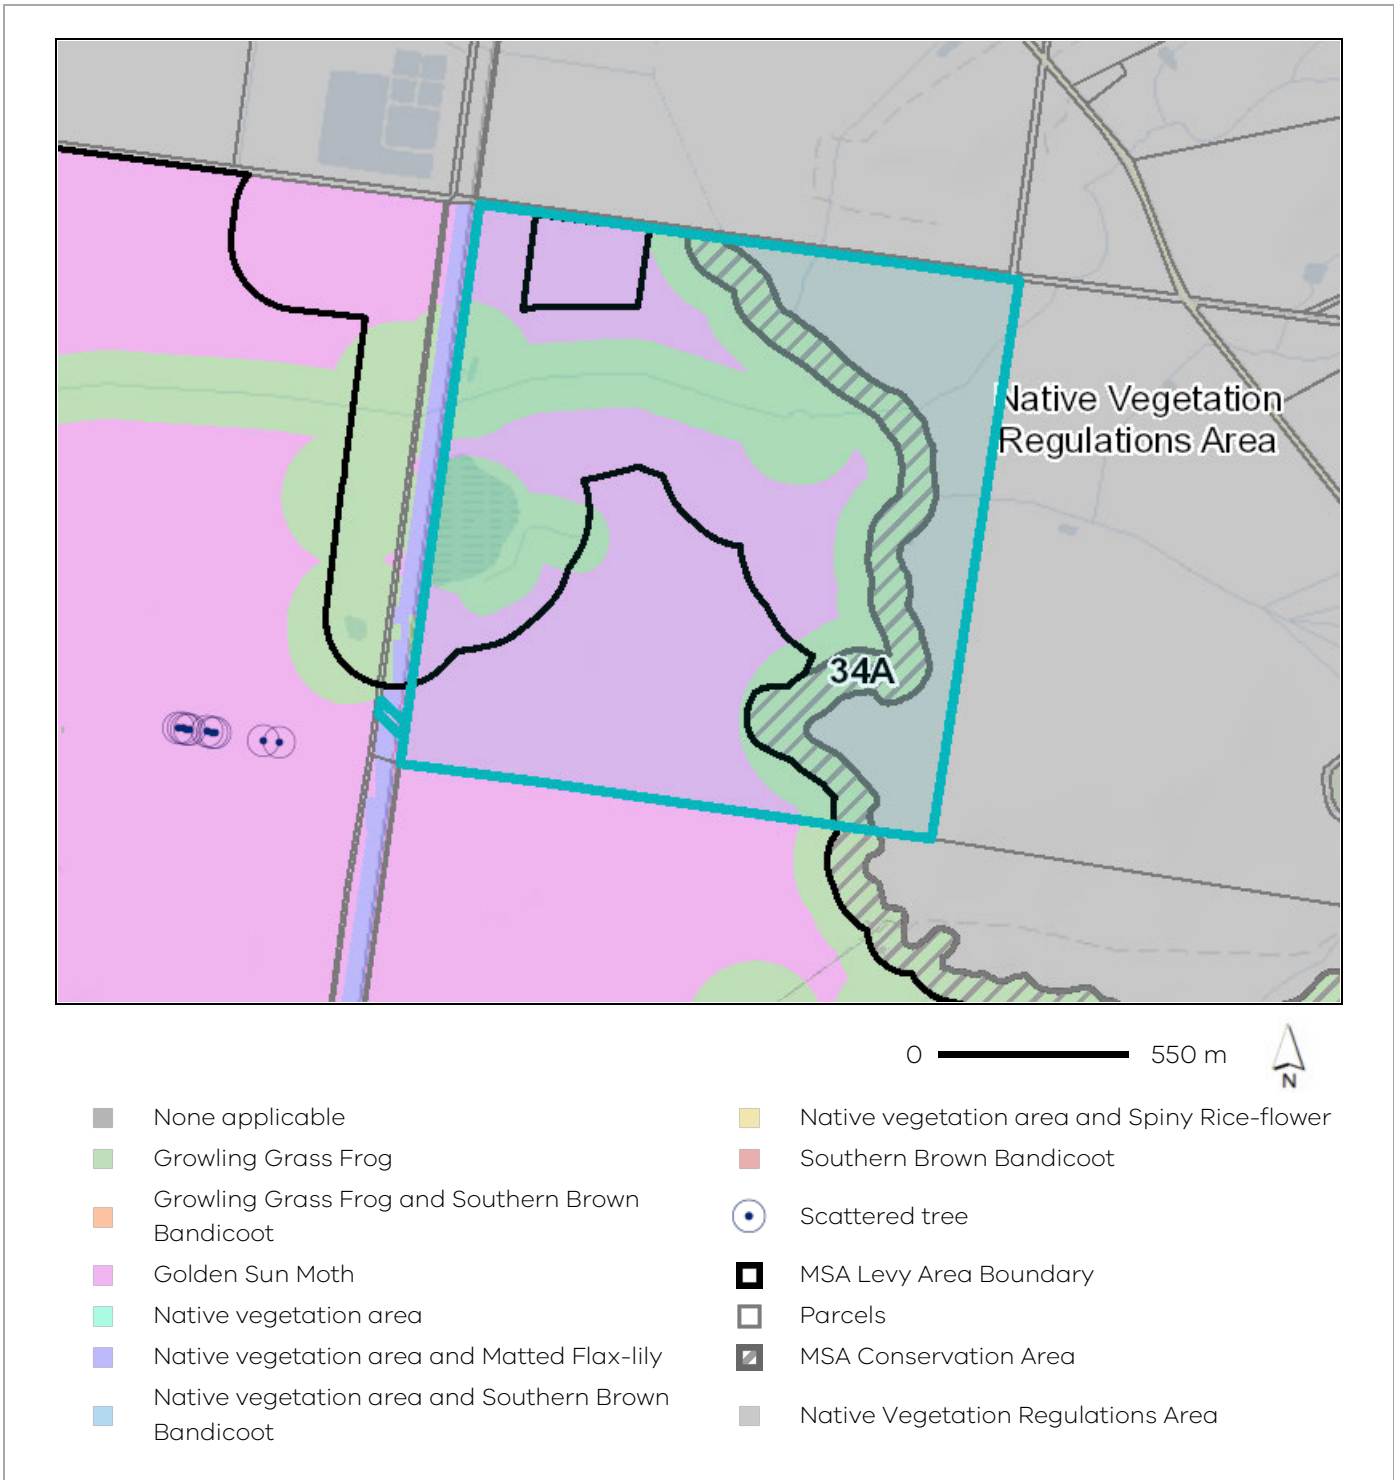 Native Vegetation
Regulations Area
34A
0 550 m
N
None applicable
Growling Grass Frog
Growling Grass Frog and Southern Brown
Bandicoot
Golden Sun Moth
Native vegetation area
Native vegetation area and Matted Flax-lily
Native vegetation area and Southern Brown
Bandicoot
Native vegetation area and Spiny Rice-flower
Southern Brown Bandicoot
Scattered tree
MSA Levy Area Boundary
Parcels
MSA Conservation Area
Native Vegetation Regulations Area